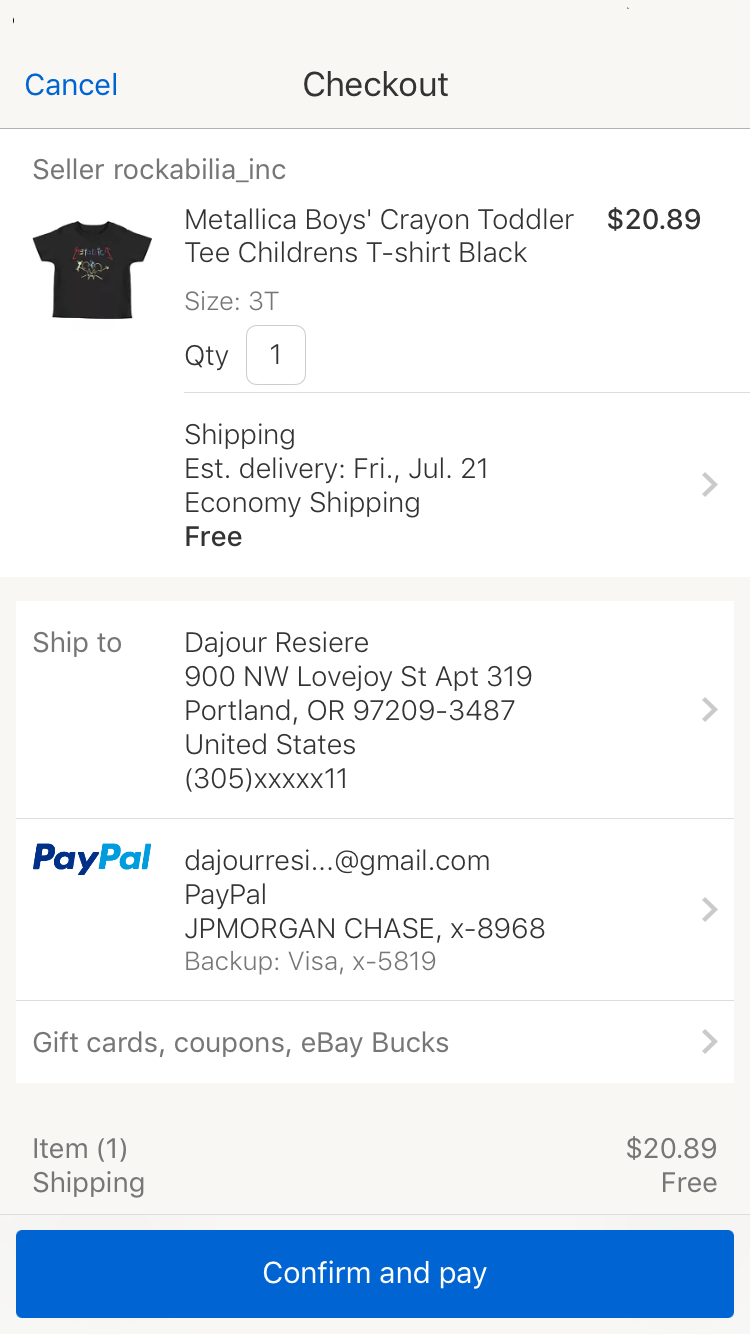 Cancel
Checkout
Seller rockabilia_inc
Metallica Boys' Crayon Toddler
$20.89
Tee Childrens T-shirt Black
Size: 3T
Qty 1
Shipping
Est. delivery: Fri., Jul. 21
Economy Shipping
Free
Ship to
Dajour Resiere
900 NW Lovejoy St Apt 319
Portland, OR 97209-3487
United States
(305)xxxxx11
PayPal
dajourresi...@gmail.com
PayPal
JPMORGAN CHASE, x-8968
Backup: Visa, x-5819
Gift cards, coupons, eBay Bucks
Item (1)
$20.89
Shipping
Free
Confirm and pay